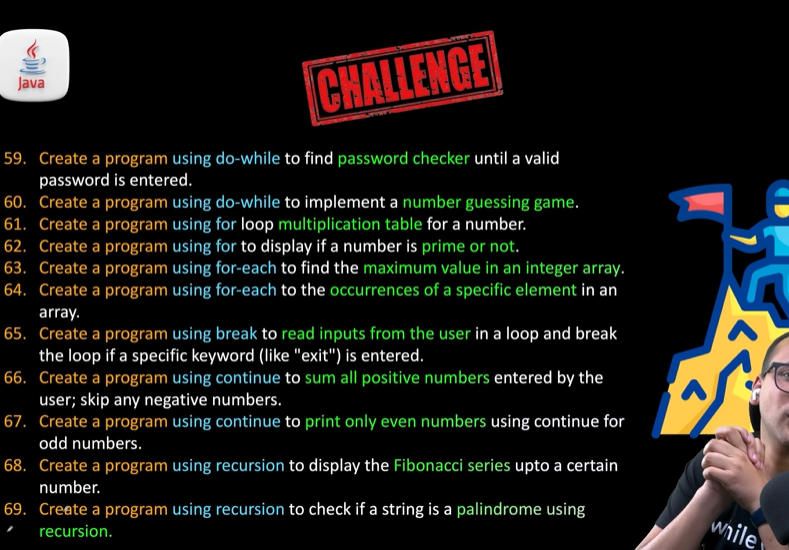 Java
CHALLENGE
59. Create a program using do-while to find password checker until a valid
password is entered.
60. Create a program using do-while to implement a number guessing game.
61. Create a program using for loop multiplication table for a number.
62. Create a program using for to display if a number is prime or not.
63. Create a program using for-each to find the maximum value in an integer array.
64. Create a program using for-each to the occurrences of a specific element in an
array.
65. Create a program using break to read inputs from the user in a loop and break
the loop if a specific keyword (like "exit") is entered.
66. Create a program using continue to sum all positive numbers entered by the
user; skip any negative numbers.
67. Create a program using continue to print only even numbers using continue for
odd numbers.
68. Create a program using recursion to display the Fibonacci series upto a certain
number.
69. Create a program using recursion to check if a string is a palindrome using
recursion.
while